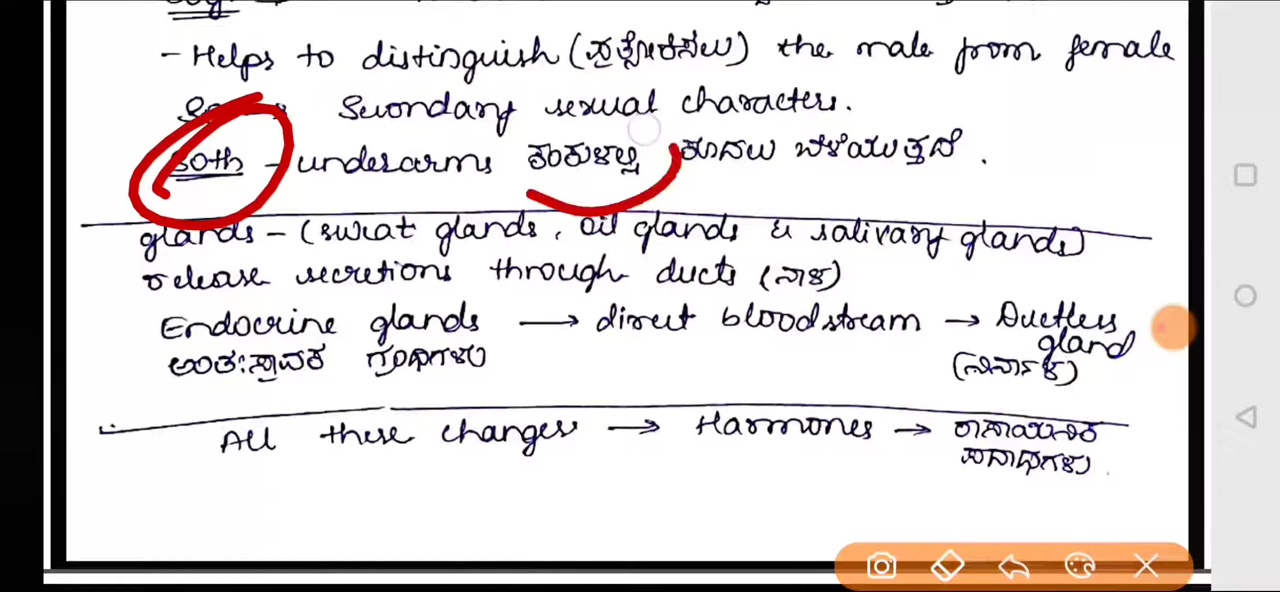 - Helps to distinguish (ಪ್ರತ್ಯೇಕಿಸಲು) the male from female
Secondary sexual characters.
Both - underarms ಕಂಕುಳಲ್ಲಿ ಕೂದಲು ಬೆಳೆಯುತ್ತದೆ.
glands - (sweat glands, oil glands & salivary glands)
release secretions through ducts (ನಾಳ)
Endocrine glands → direct bloodstream → Ductless
gland
ಅಂತಃಸ್ರಾವಕ ಗ್ರಂಥಿಗಳು (ನಿರ್ನಾಳ)
All these changes → Harmones → ರಾಸಾಯನಿಕ
ಪದಾರ್ಥಗಳು